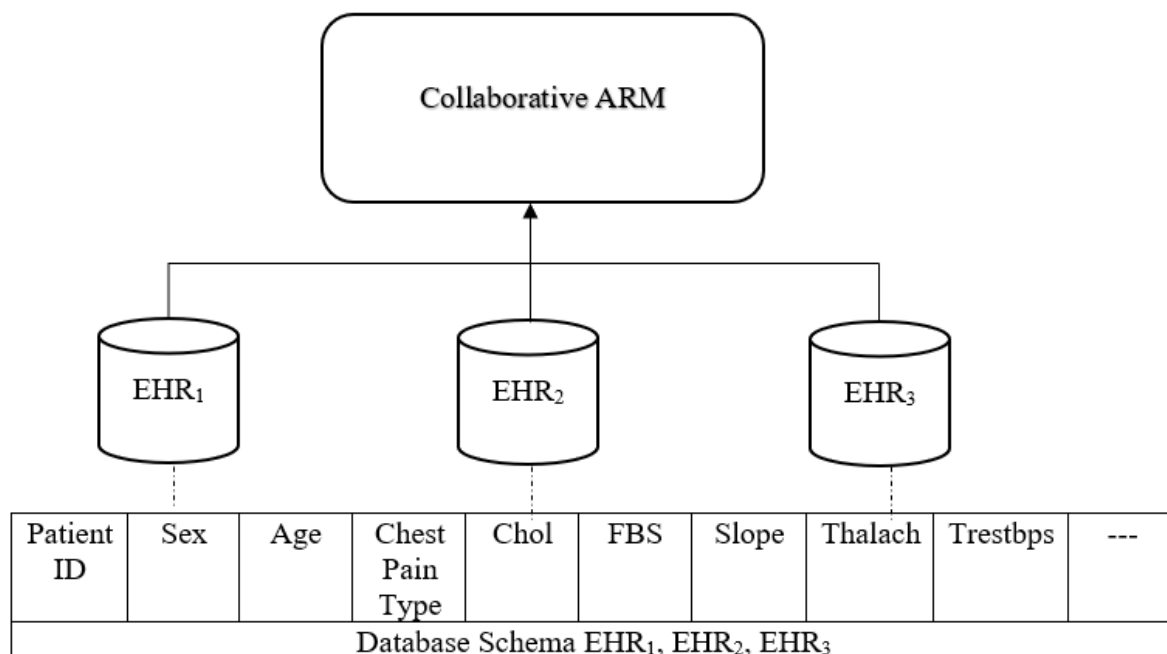 Collaborative ARM
EHR₁
EHR₂
EHR₃
Patient ID
Sex
Age
Chest Pain Type
Chol
FBS
Slope
Thalach
Trestbps
---
Database Schema EHR₁, EHR₂, EHR₃